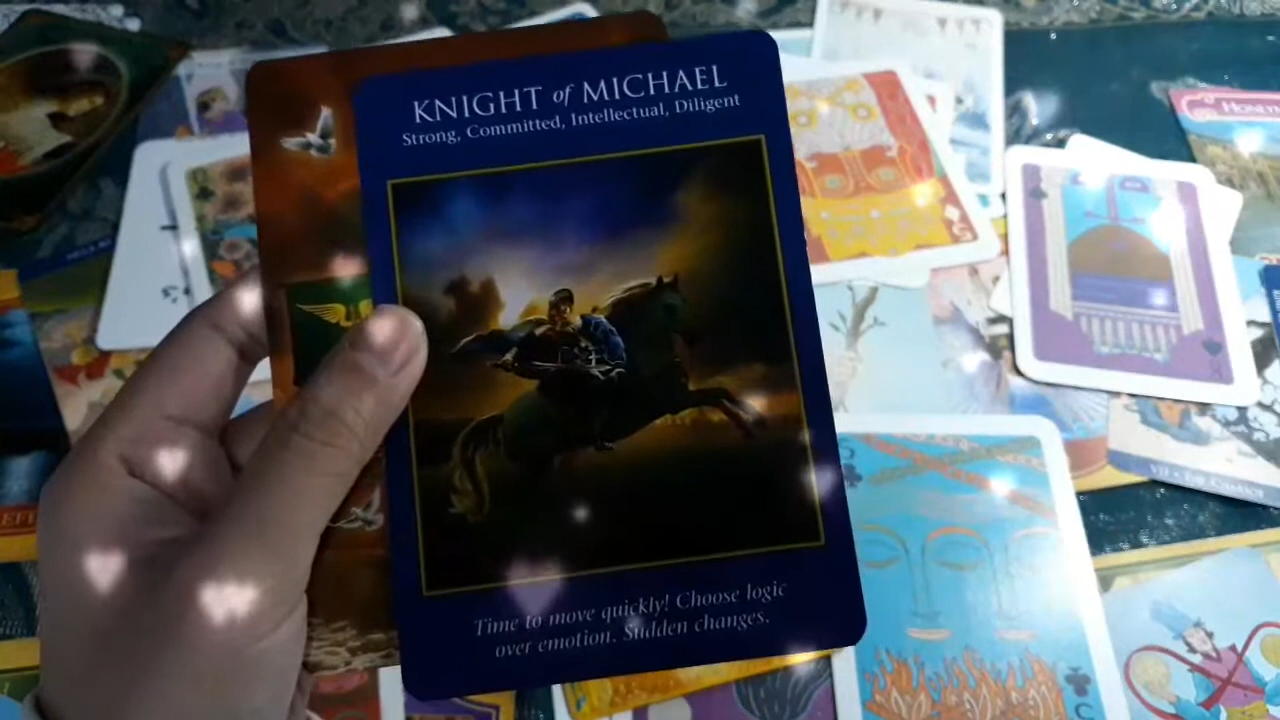 KNIGHT of MICHAEL
Strong, Committed, Intellectual, Diligent
Time to move quickly! Choose logic
over emotion. Sudden changes.